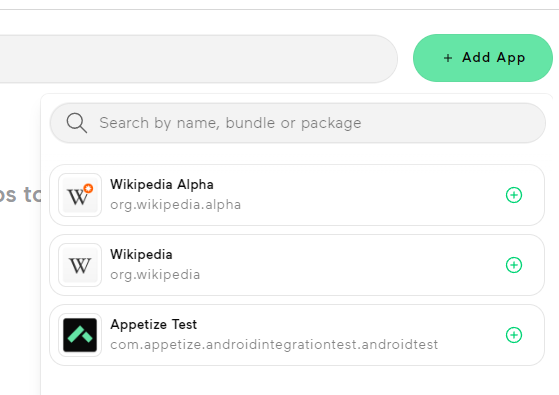 + Add App
Search by name, bundle or package
os to
W
Wikipedia Alpha
org.wikipedia.alpha
W
Wikipedia
org.wikipedia
Appetize Test
com.appetize.androidintegrationtest.androidtest